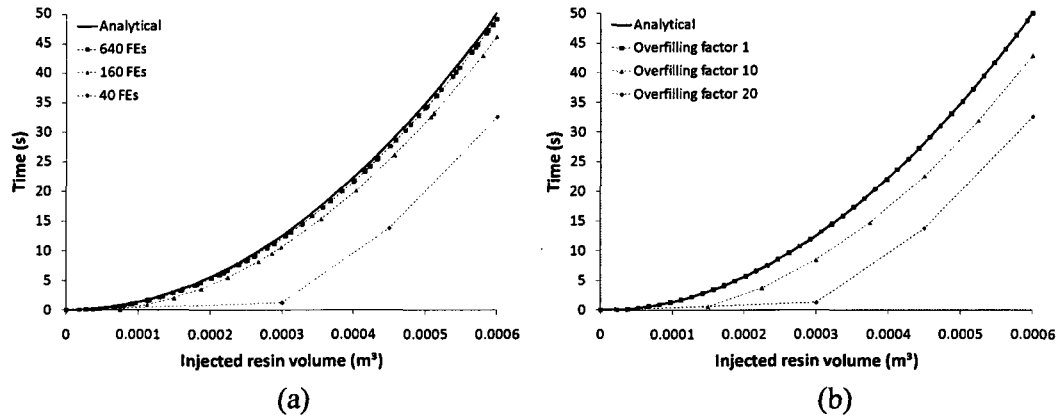 50
45
40
35
30
25
20
15
10
5
0
Time (s)
Analytical
640 FEs
160 FEs
40 FEs
0 0.0001 0.0002 0.0003 0.0004 0.0005 0.0006
Injected resin volume (m³)
(a)
50
45
40
35
30
25
20
15
10
5
0
Time (s)
Analytical
Overfilling factor 1
Overfilling factor 10
Overfilling factor 20
0 0.0001 0.0002 0.0003 0.0004 0.0005 0.0006
Injected resin volume (m³)
(b)